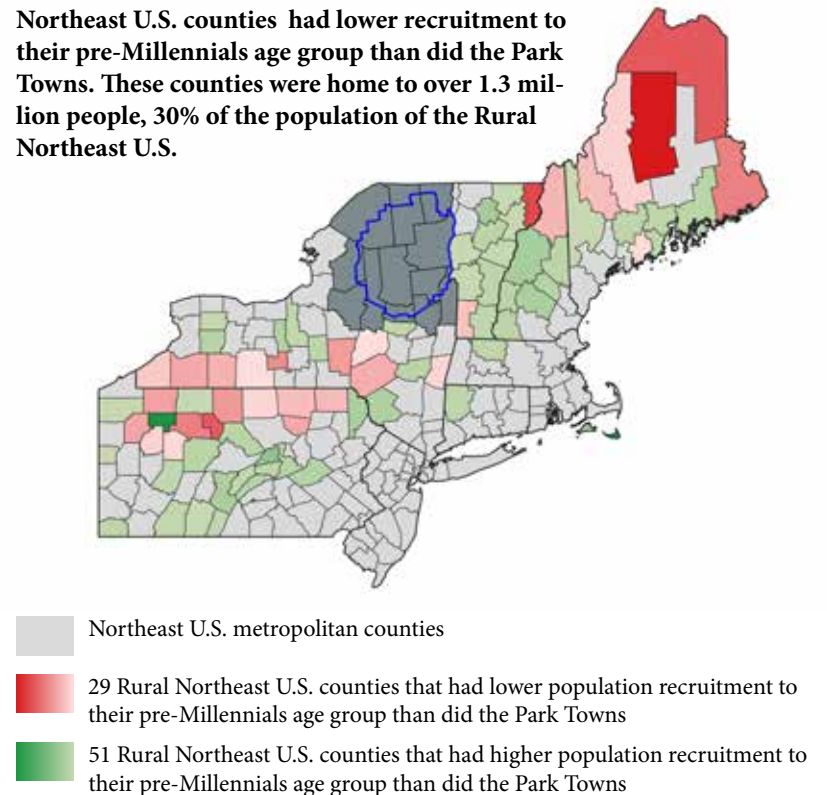 Northeast U.S. counties had lower recruitment to
their pre-Millennials age group than did the Park
Towns. These counties were home to over 1.3 mil-
lion people, 30% of the population of the Rural
Northeast U.S.
Northeast U.S. metropolitan counties
29 Rural Northeast U.S. counties that had lower population recruitment to
their pre-Millennials age group than did the Park Towns
51 Rural Northeast U.S. counties that had higher population recruitment to
their pre-Millennials age group than did the Park Towns